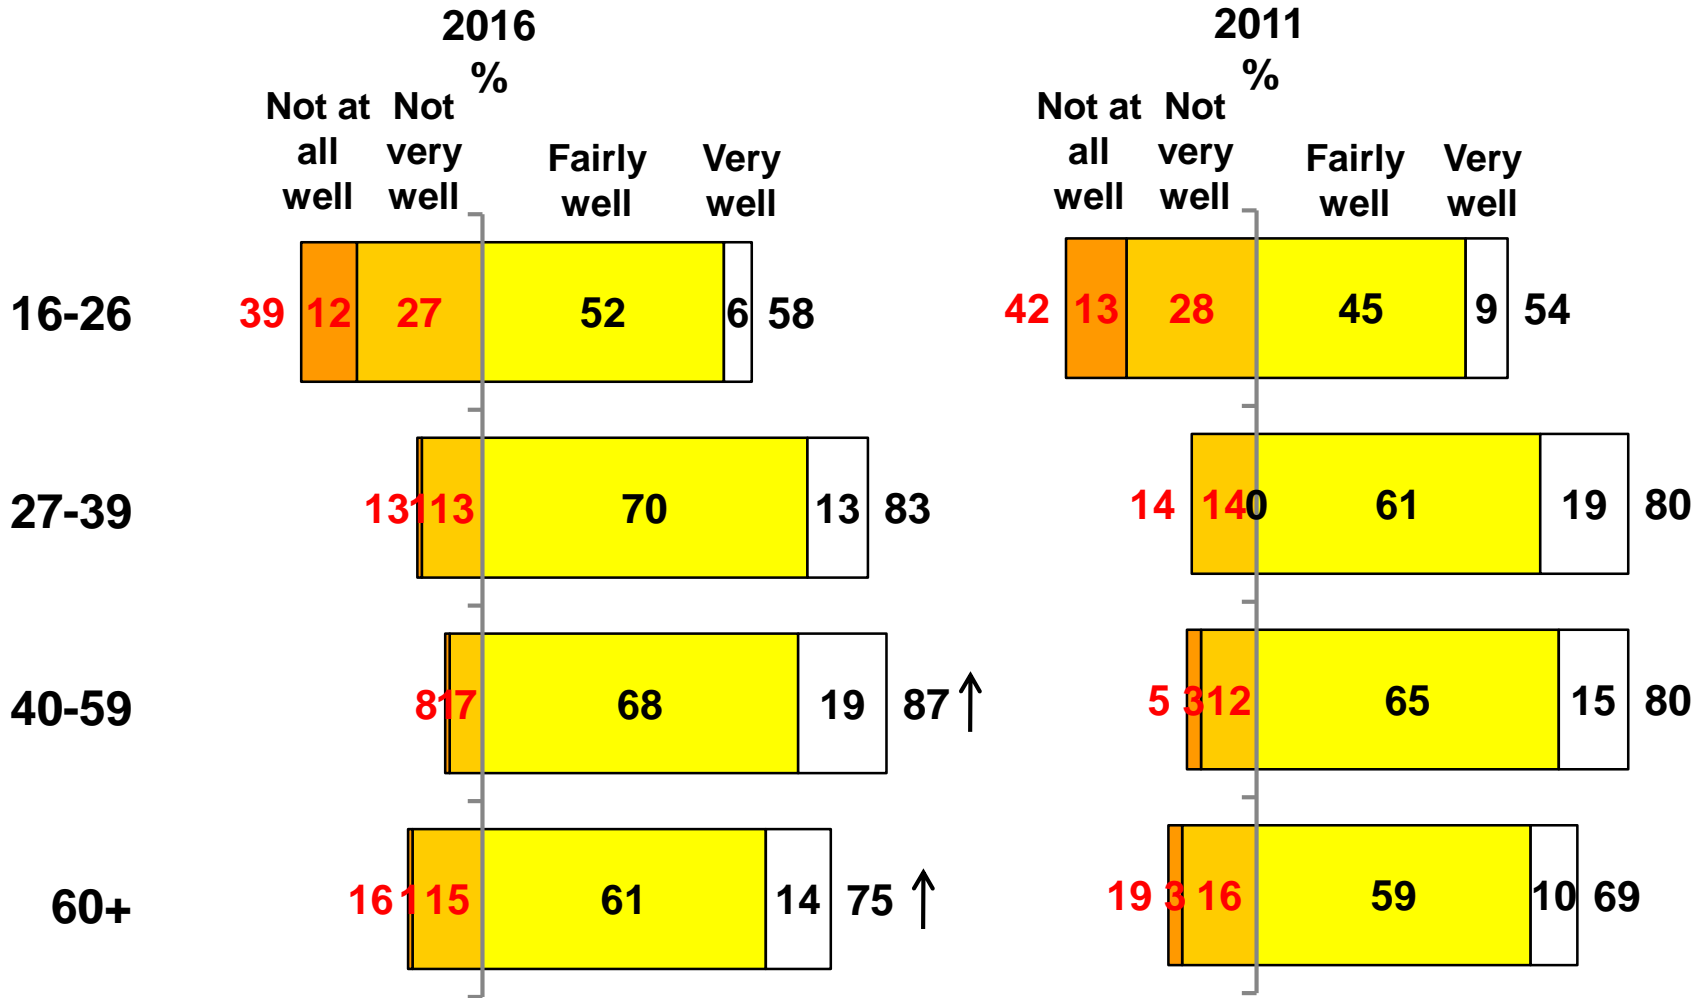 2016
%
2011
%
Not at all well Not very well Fairly well Very well
Not at all well Not very well Fairly well Very well
16-26 39 12 27 52 6 58 42 13 28 45 9 54
27-39 13 1 13 70 13 83 14 14 0 61 19 80
40-59 8 1 7 68 19 87 ↑ 5 3 12 65 15 80
60+ 16 1 15 61 14 75 ↑ 19 3 16 59 10 69